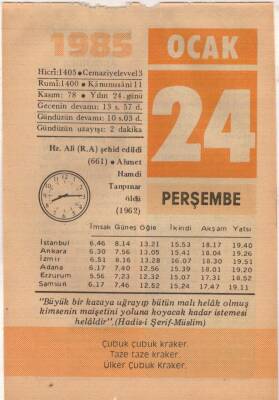 1985
OCAK
Hicrî:1405 ● Cemaziyelevvel 3
Rumî:1400 ● Kânunusâni 11
Kasım: 78 ● Yılın 24. günü
Gecenin devamı: 13 s. 57 d.
Gündüzün devamı: 10 s. 03 d.
Gündüzün uzayışı: 2 dakika
24
Hz. Ali (R.A) şehid edildi
(661) ● Ahmet
Hamdi
Tanpınar
öldü
(1962)
PERŞEMBE
İmsak Güneş Öğle İkindi Akşam Yatsı
İstanbul 6.46 8.14 13.21 15.53 18.17 19.40
Ankara 6.30 7.56 13.05 15.41 18.04 19.26
İzmir 6.51 8.16 13.28 16.07 18.30 19.51
Adana 6.17 7.40 12.56 15.39 18.01 19.20
Erzurum 5.56 7.23 12.32 15.07 17.31 18.52
Samsun 6.17 7.46 12.52 15.24 17.47 19.11
"Büyük bir kazaya uğrayıp bütün malı helâk olmuş
kimsenin maişetini yoluna koyacak kadar istemesi
helâldir".(Hadis-i Şerif-Müslim)
Çubuk çubuk kraker.
Taze taze kraker.
Ülker Çubuk Kraker.